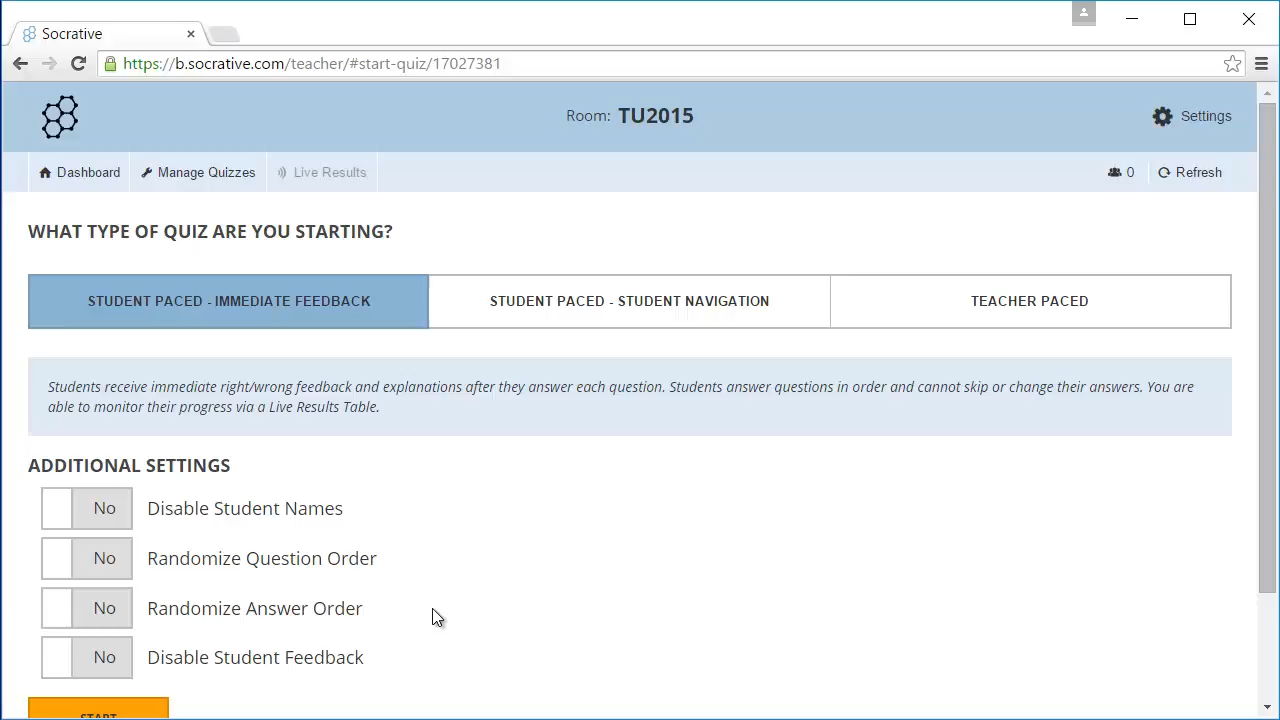 Socrative
https://b.socrative.com/teacher/#start-quiz/17027381
Room: TU2015
Settings
Dashboard Manage Quizzes Live Results 0 Refresh
WHAT TYPE OF QUIZ ARE YOU STARTING?
STUDENT PACED - IMMEDIATE FEEDBACK STUDENT PACED - STUDENT NAVIGATION TEACHER PACED
Students receive immediate right/wrong feedback and explanations after they answer each question. Students answer questions in order and cannot skip or change their answers. You are
able to monitor their progress via a Live Results Table.
ADDITIONAL SETTINGS
No Disable Student Names
No Randomize Question Order
No Randomize Answer Order
No Disable Student Feedback
START